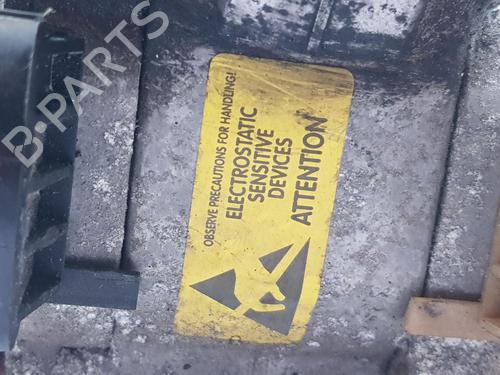 OBSERVE PRECAUTIONS FOR HANDLING!
ELECTROSTATIC
SENSITIVE
DEVICES
ATTENTION
B-PARTS